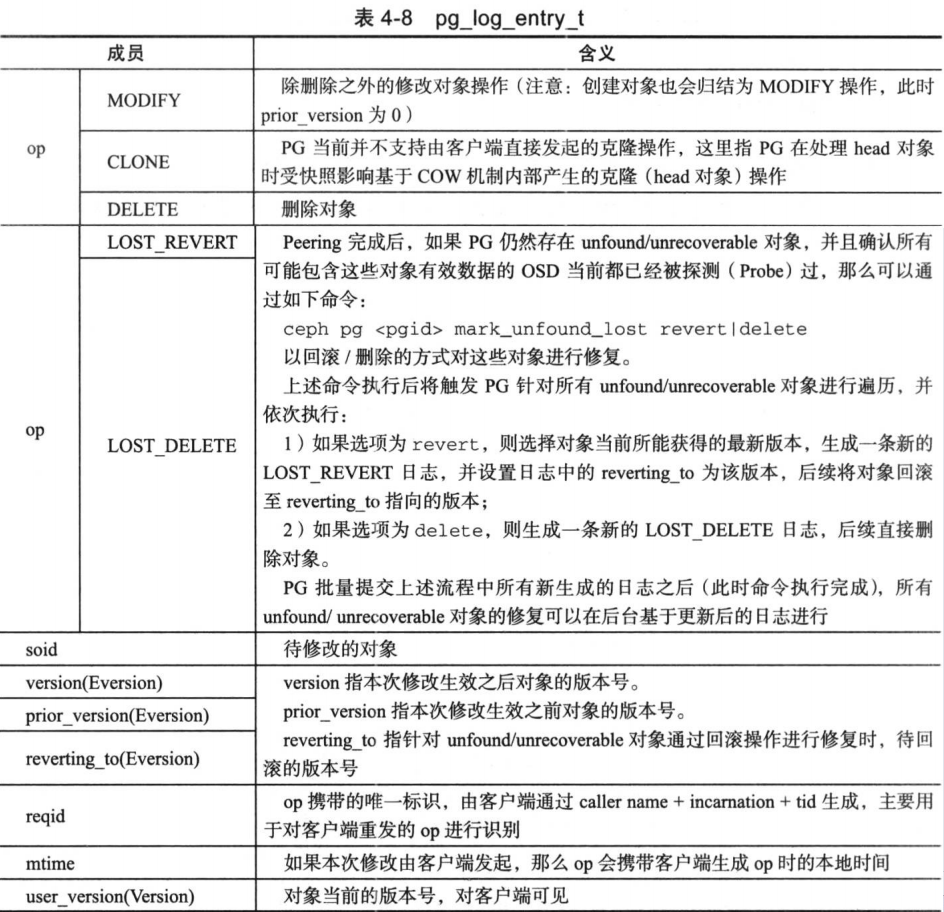 表 4-8 pg_log_entry_t
成员 含义
op
MODIFY
除删除之外的修改对象操作（注意：创建对象也会归结为 MODIFY 操作，此时
prior_version 为 0）
CLONE
PG 当前并不支持由客户端直接发起的克隆操作，这里指 PG 在处理 head 对象
时受快照影响基于 COW 机制内部产生的克隆（head 对象）操作
DELETE 删除对象
op
LOST_REVERT
LOST_DELETE
Peering 完成后，如果 PG 仍然存在 unfound/unrecoverable 对象，并且确认所有
可能包含这些对象有效数据的 OSD 当前都已经被探测（Probe）过，那么可以通
过如下命令：
ceph pg <pgid> mark_unfound_lost revert|delete
以回滚 / 删除的方式对这些对象进行修复。
上述命令执行后将触发 PG 针对所有 unfound/unrecoverable 对象进行遍历，并
依次执行：
1）如果选项为 revert，则选择对象当前所能获得的最新版本，生成一条新的
LOST_REVERT 日志，并设置日志中的 reverting_to 为该版本，后续将对象回滚
至 reverting_to 指向的版本；
2）如果选项为 delete，则生成一条新的 LOST_DELETE 日志，后续直接删
除对象。
PG 批量提交上述流程中所有新生成的日志之后（此时命令执行完成），所有
unfound/ unrecoverable 对象的修复可以在后台基于更新后的日志进行
soid 待修改的对象
version(Eversion)
prior_version(Eversion)
reverting_to(Eversion)
version 指本次修改生效之后对象的版本号。
prior_version 指本次修改生效之前对象的版本号。
reverting_to 指针对 unfound/unrecoverable 对象通过回滚操作进行修复时，待回
滚的版本号
reqid
op 携带的唯一标识，由客户端通过 caller name + incarnation + tid 生成，主要用
于对客户端重发的 op 进行识别
mtime 如果本次修改由客户端发起，那么 op 会携带客户端生成 op 时的本地时间
user_version(Version) 对象当前的版本号，对客户端可见